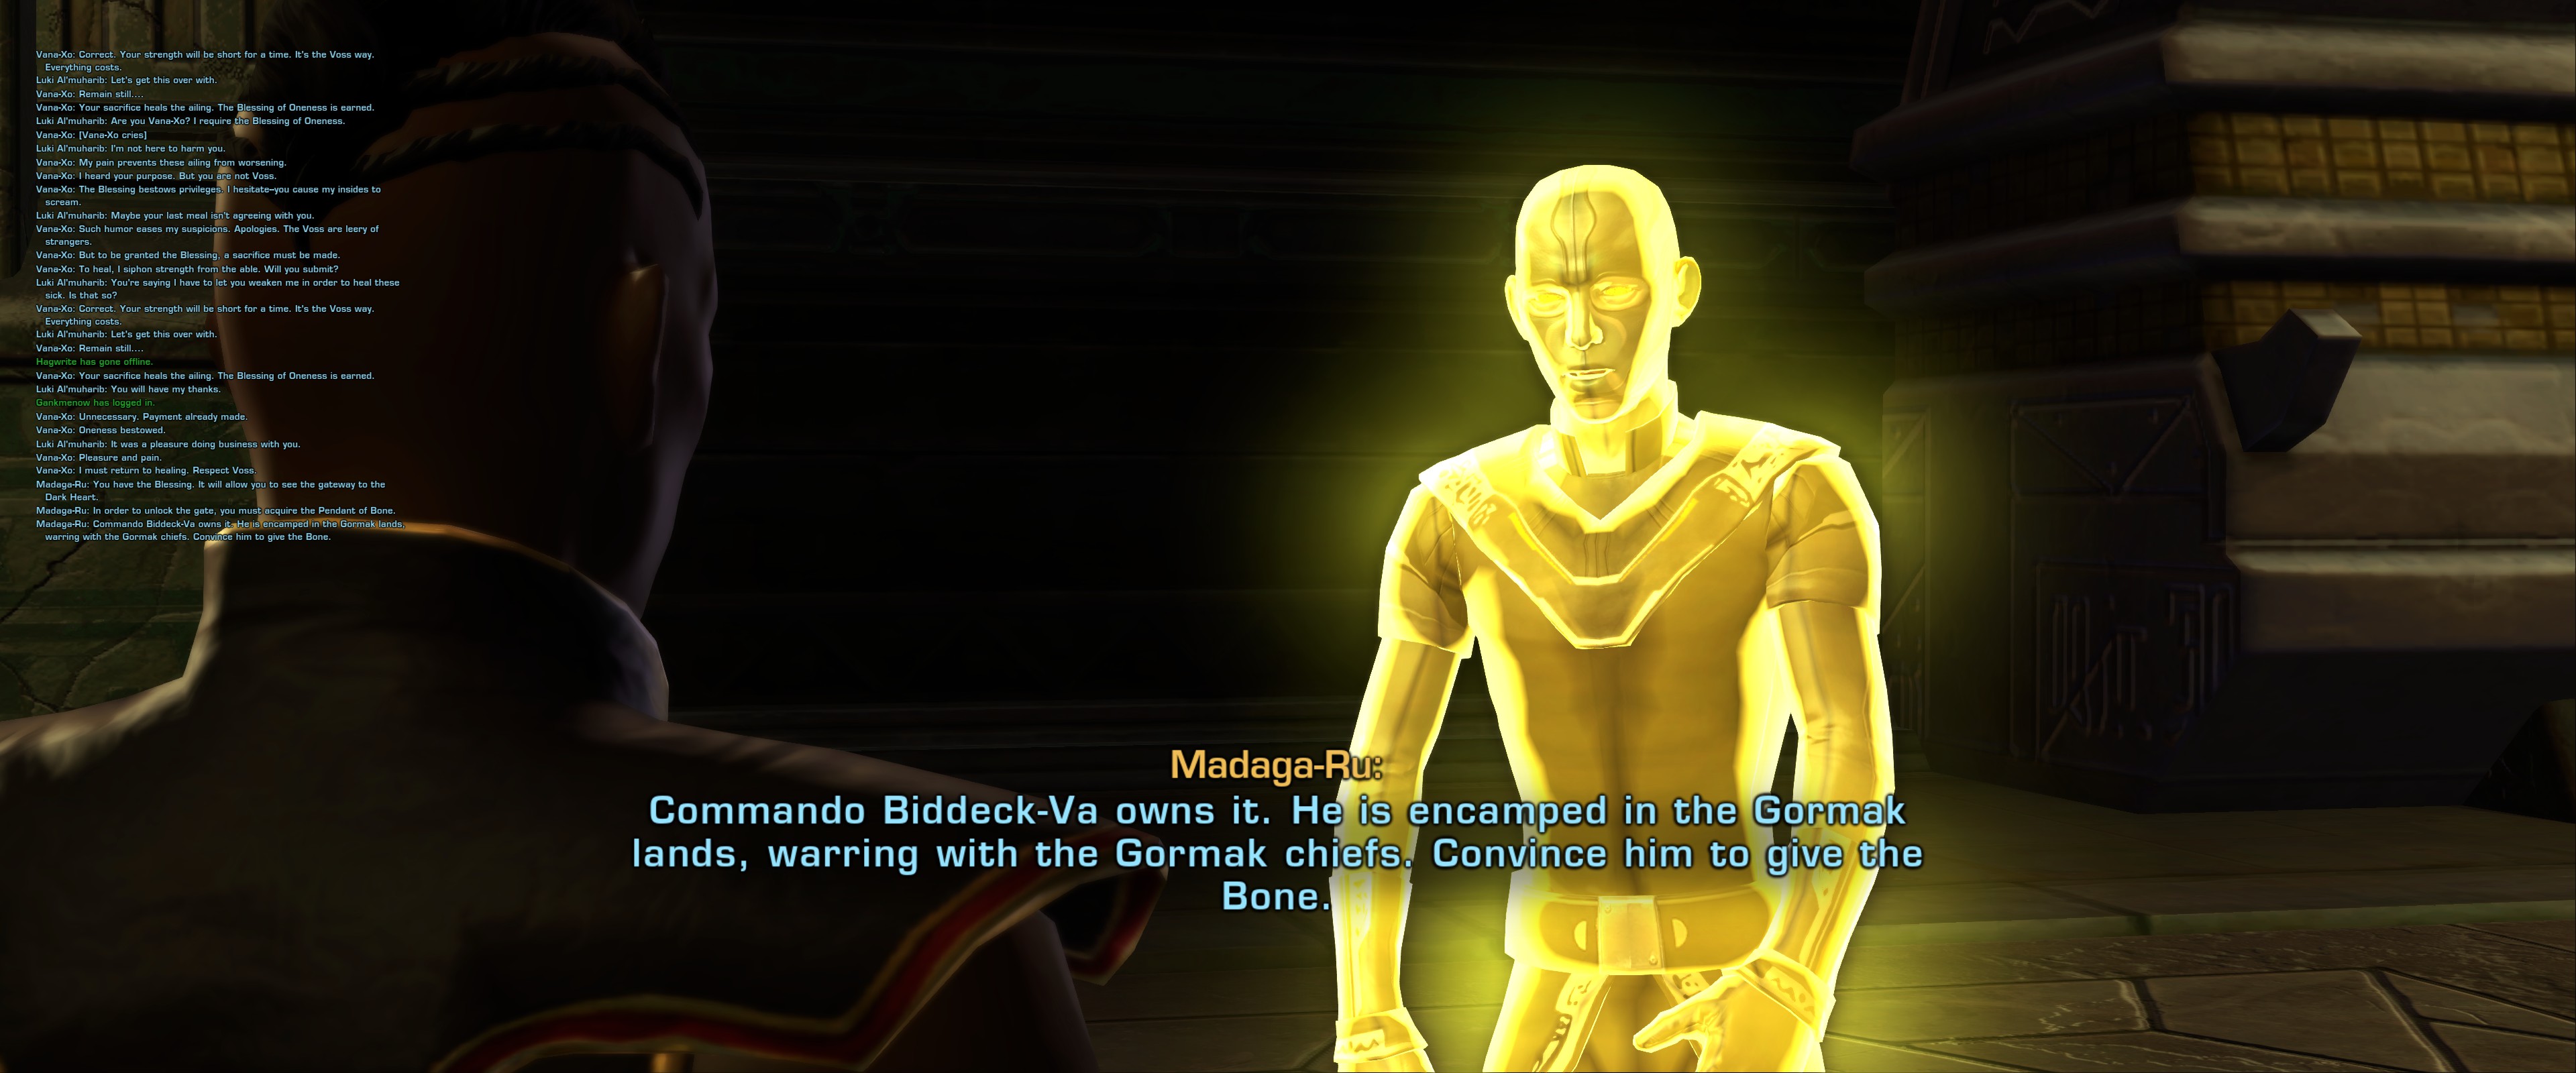 Vana-Xo: Correct. Your strength will be short for a time. It's the Voss way.
Everything costs.
Luki Al'muharib: Let's get this over with.
Vana-Xo: Remain still....
Vana-Xo: Your sacrifice heals the ailing. The Blessing of Oneness is earned.
Luki Al'muharib: Are you Vana-Xo? I require the Blessing of Oneness.
Vana-Xo: [Vana-Xo cries]
Luki Al'muharib: I'm not here to harm you.
Vana-Xo: My pain prevents these ailing from worsening.
Vana-Xo: I heard your purpose. But you are not Voss.
Vana-Xo: The Blessing bestows privileges. I hesitate–you cause my insides to
scream.
Luki Al'muharib: Maybe your last meal isn't agreeing with you.
Vana-Xo: Such humor eases my suspicions. Apologies. The Voss are leery of
strangers.
Vana-Xo: But to be granted the Blessing, a sacrifice must be made.
Vana-Xo: To heal, I siphon strength from the able. Will you submit?
Luki Al'muharib: You're saying I have to let you weaken me in order to heal these
sick. Is that so?
Vana-Xo: Correct. Your strength will be short for a time. It's the Voss way.
Everything costs.
Luki Al'muharib: Let's get this over with.
Vana-Xo: Remain still....
Hagwrite has gone offline.
Vana-Xo: Your sacrifice heals the ailing. The Blessing of Oneness is earned.
Luki Al'muharib: You will have my thanks.
Gankmenow has logged in.
Vana-Xo: Unnecessary. Payment already made.
Vana-Xo: Oneness bestowed.
Luki Al'muharib: It was a pleasure doing business with you.
Vana-Xo: Pleasure and pain.
Vana-Xo: I must return to healing. Respect Voss.
Madaga-Ru: You have the Blessing. It will allow you to see the gateway to the
Dark Heart.
Madaga-Ru: In order to unlock the gate, you must acquire the Pendant of Bone.
Madaga-Ru: Commando Biddeck-Va owns it. He is encamped in the Gormak lands,
warring with the Gormak chiefs. Convince him to give the Bone.
Madaga-Ru:
Commando Biddeck-Va owns it. He is encamped in the Gormak
lands, warring with the Gormak chiefs. Convince him to give the
Bone.